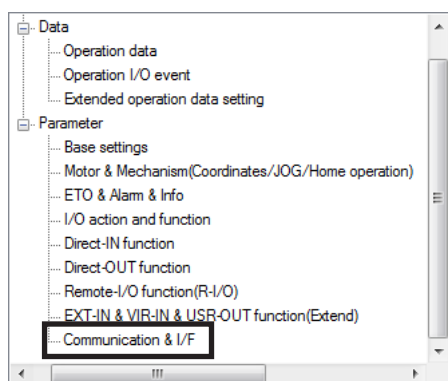 Data
Operation data
Operation I/O event
Extended operation data setting
Parameter
Base settings
Motor & Mechanism(Coordinates/JOG/Home operation)
ETO & Alarm & Info
I/O action and function
Direct-IN function
Direct-OUT function
Remote-I/O function(R-I/O)
EXT-IN & VIR-IN & USR-OUT function(Extend)
Communication & I/F